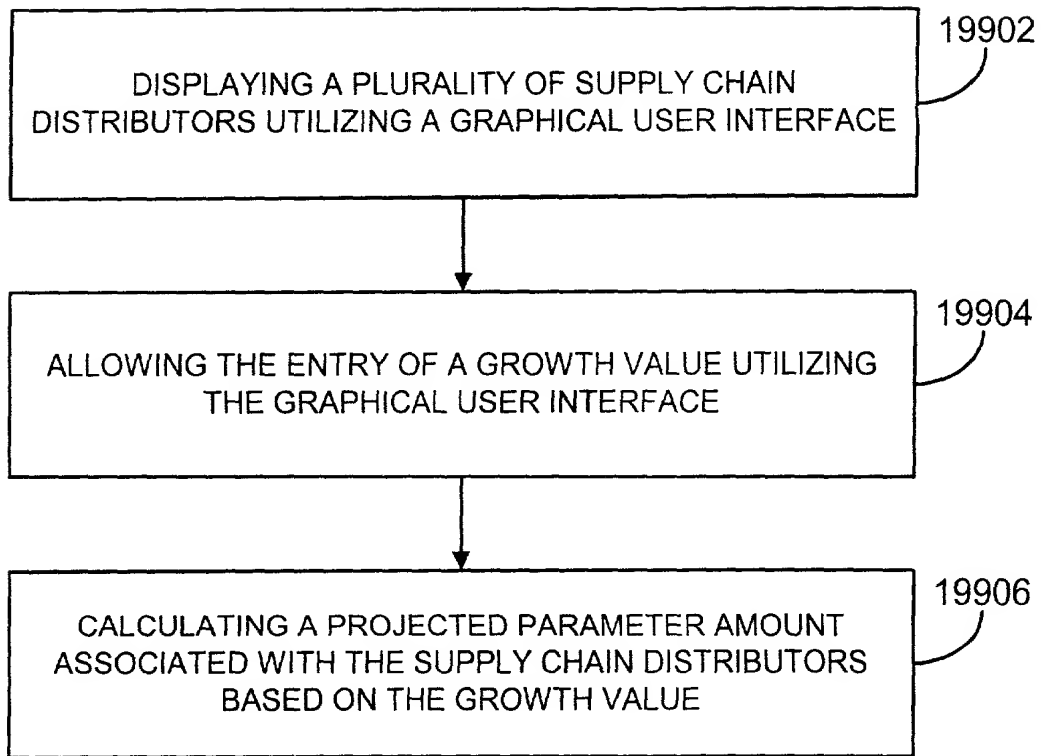 19902
DISPLAYING A PLURALITY OF SUPPLY CHAIN
DISTRIBUTORS UTILIZING A GRAPHICAL USER INTERFACE
19904
ALLOWING THE ENTRY OF A GROWTH VALUE UTILIZING
THE GRAPHICAL USER INTERFACE
19906
CALCULATING A PROJECTED PARAMETER AMOUNT
ASSOCIATED WITH THE SUPPLY CHAIN DISTRIBUTORS
BASED ON THE GROWTH VALUE